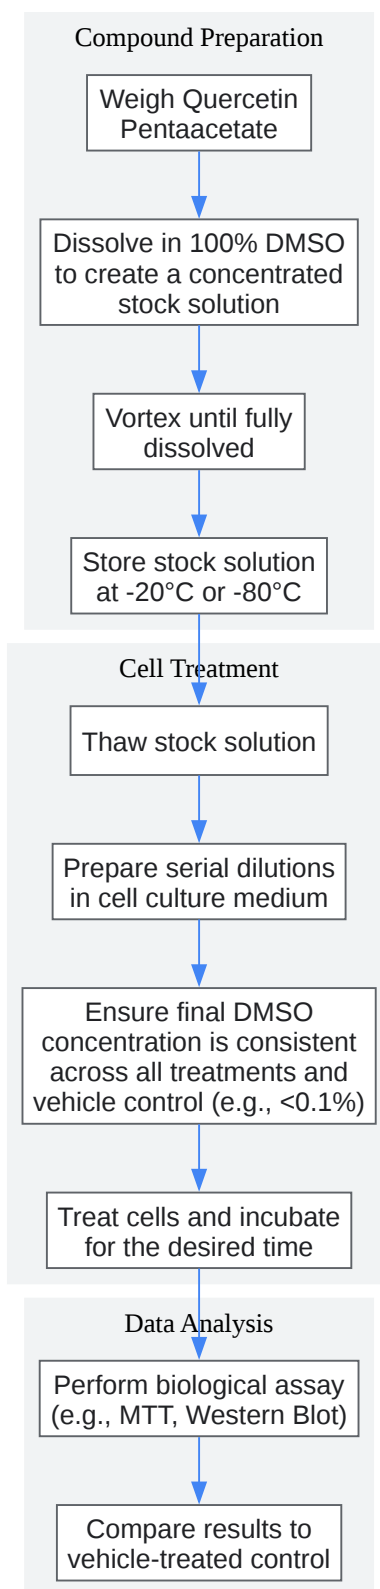 Compound Preparation
Weigh Quercetin
Pentaacetate
Dissolve in 100% DMSO
to create a concentrated
stock solution
Vortex until fully
dissolved
Store stock solution
at -20°C or -80°C
Cell Treatment
Thaw stock solution
Prepare serial dilutions
in cell culture medium
Ensure final DMSO
concentration is consistent
across all treatments and
vehicle control (e.g., <0.1%)
Treat cells and incubate
for the desired time
Data Analysis
Perform biological assay
(e.g., MTT, Western Blot)
Compare results to
vehicle-treated control